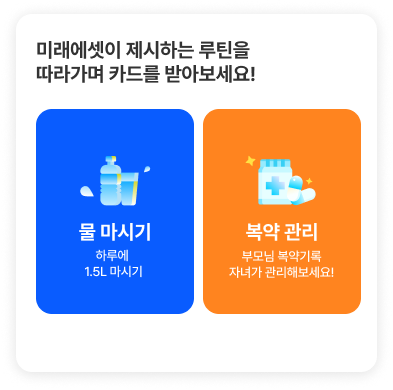 미래에셋이 제시하는 루틴을
따라가며 카드를 받아보세요!
물 마시기
하루에
1.5L 마시기
복약 관리
부모님 복약기록
자녀가 관리해보세요!